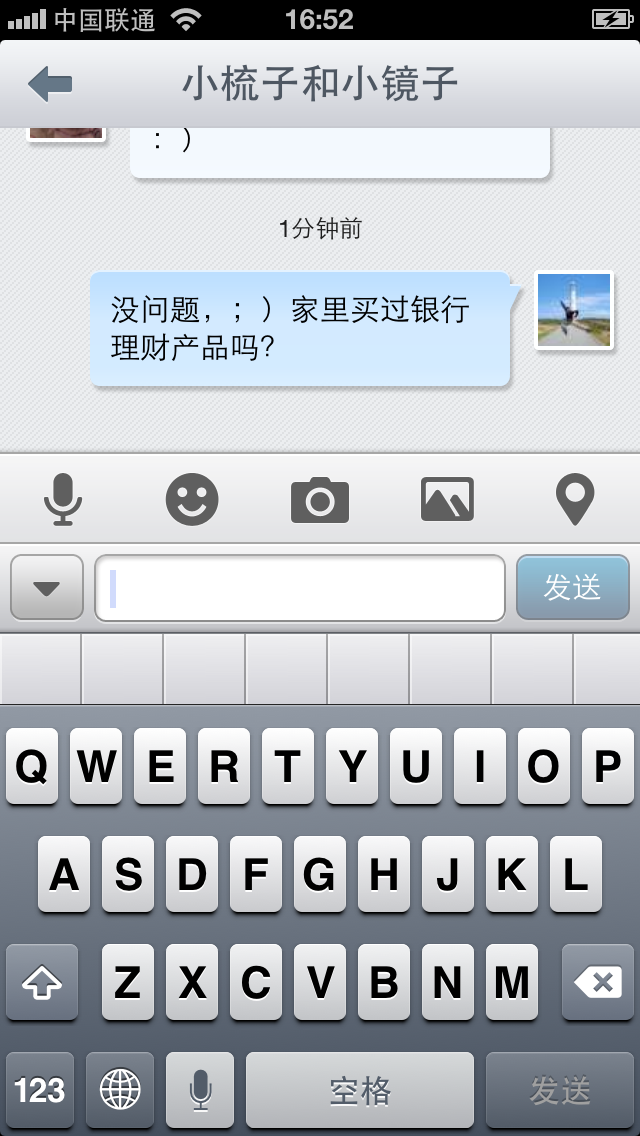 中国联通 16:52
小梳子和小镜子
：）
1分钟前
没问题，；）家里买过银行
理财产品吗？
发送
Q W E R T Y U I O P
A S D F G H J K L
Z X C V B N M
123 空格 发送